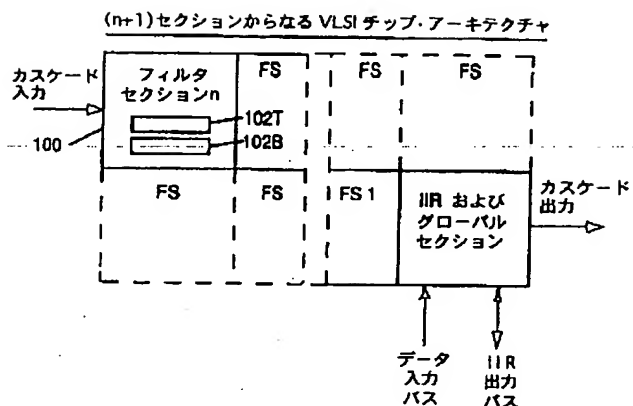 (n+1)セクションからなる VLSI チップ・アーキテクチャ
カスケード
入力
フィルタ
セクションn
FS
FS
FS
102T
102B
100
FS
FS
FS 1
IIR および
グローバル
セクション
カスケード
出力
データ
入力
バス
IIR
出力
バス